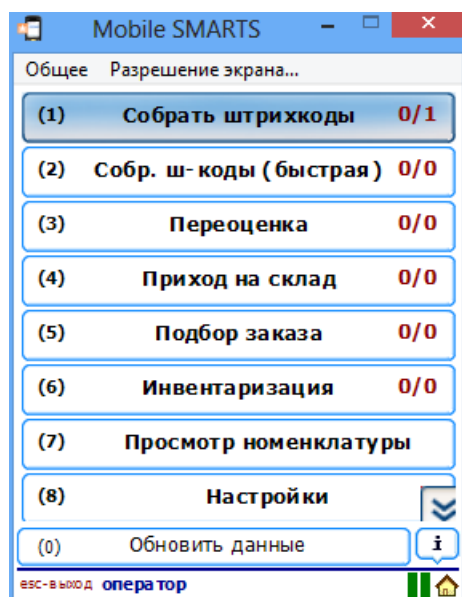 Mobile SMARTS
Общее Разрешение экрана...
(1) Собрать штрихкоды 0/1
(2) Собр. ш-коды (быстрая) 0/0
(3) Переоценка 0/0
(4) Приход на склад 0/0
(5) Подбор заказа 0/0
(6) Инвентаризация 0/0
(7) Просмотр номенклатуры
(8) Настройки
(0) Обновить данные i
esc-выход оператор